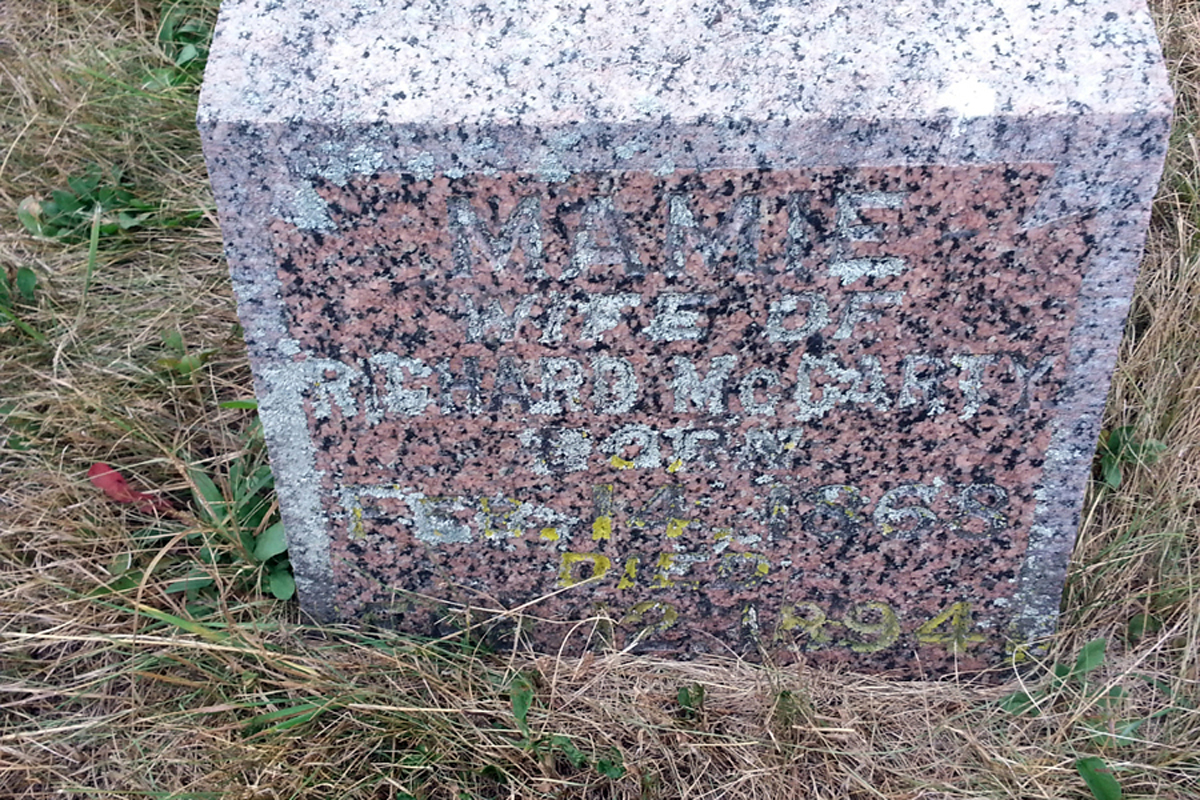 MAMIE
WIFE OF
RICHARD McCARTY
BORN
FEB. 14, 1868
DIED
1894